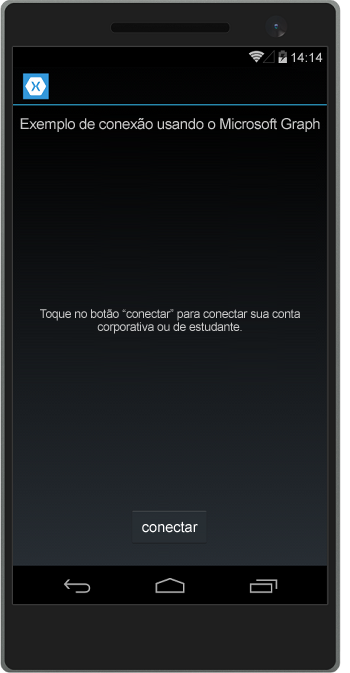 14:14
Exemplo de conexão usando o Microsoft Graph
Toque no botão “conectar” para conectar sua conta
corporativa ou de estudante.
conectar